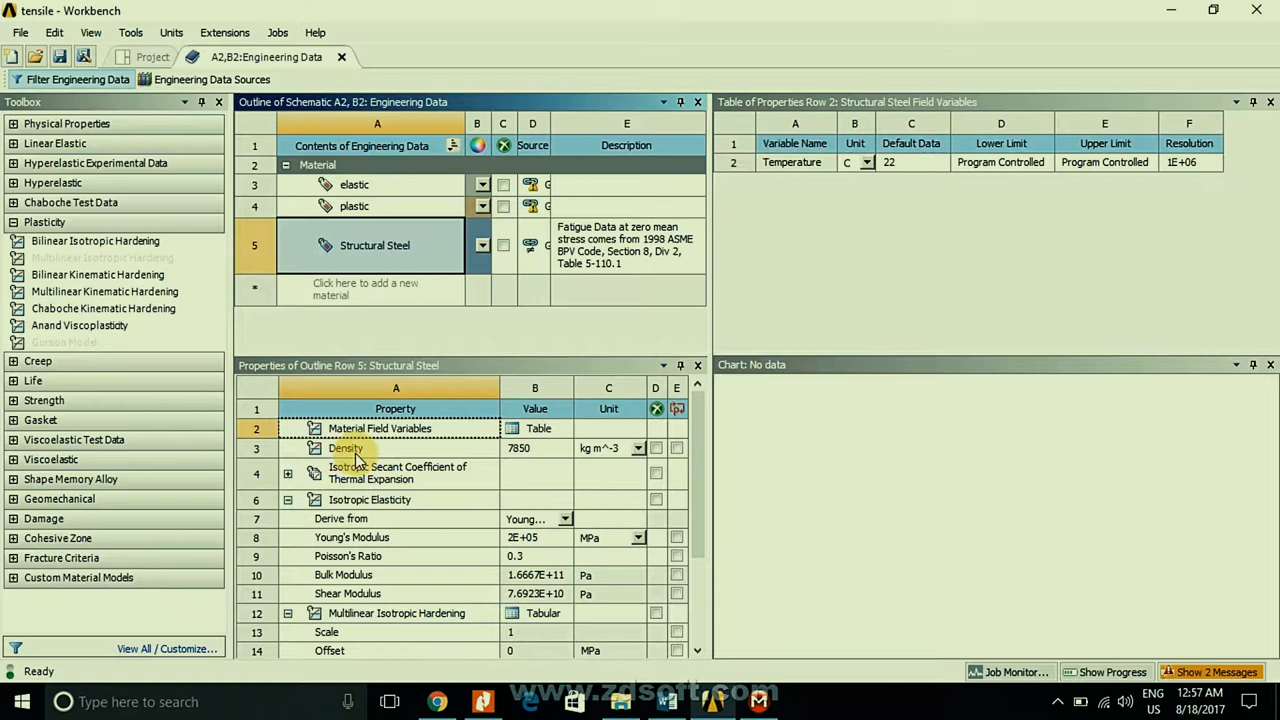 tensile - Workbench
File Edit View Tools Units Extensions Jobs Help
Project A2,B2:Engineering Data
Filter Engineering Data Engineering Data Sources
Toolbox
Physical Properties
Linear Elastic
Hyperelastic Experimental Data
Hyperelastic
Chaboche Test Data
Plasticity
Bilinear Isotropic Hardening
Multilinear Isotropic Hardening
Bilinear Kinematic Hardening
Multilinear Kinematic Hardening
Chaboche Kinematic Hardening
Anand Viscoplasticity
Gurson Model
Creep
Life
Strength
Gasket
Viscoelastic Test Data
Viscoelastic
Shape Memory Alloy
Geomechanical
Damage
Cohesive Zone
Fracture Criteria
Custom Material Models
View All / Customize...
Outline of Schematic A2, B2: Engineering Data
A B C D E
1 Contents of Engineering Data Source Description
2 Material
3 elastic G
4 plastic G
5 Structural Steel G
Fatigue Data at zero mean
stress comes from 1998 ASME
BPV Code, Section 8, Div 2,
Table 5-110.1
* Click here to add a new
material
Properties of Outline Row 5: Structural Steel
A B C D E
1 Property Value Unit
2 Material Field Variables Table
3 Density 7850 kg m^-3
4 Isotropic Secant Coefficient of
Thermal Expansion
6 Isotropic Elasticity
7 Derive from Young...
8 Young's Modulus 2E+05 MPa
9 Poisson's Ratio 0.3
10 Bulk Modulus 1.6667E+11 Pa
11 Shear Modulus 7.6923E+10 Pa
12 Multilinear Isotropic Hardening Tabular
13 Scale 1
14 Offset 0 MPa
Table of Properties Row 2: Structural Steel Field Variables
A B C D E F
1 Variable Name Unit Default Data Lower Limit Upper Limit Resolution
2 Temperature C 22 Program Controlled Program Controlled 1E+06
Chart: No data
Ready
Job Monitor... Show Progress Show 2 Messages
Type here to search
www.zdsoft.com
ENG
US
12:57 AM
8/18/2017